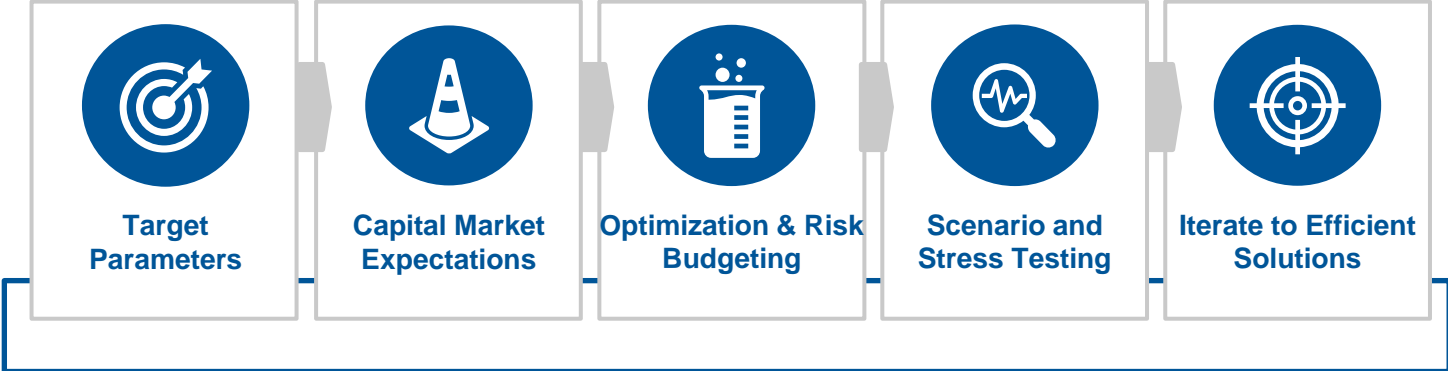 Target
Parameters
Capital Market
Expectations
Optimization & Risk
Budgeting
Scenario and
Stress Testing
Iterate to Efficient
Solutions